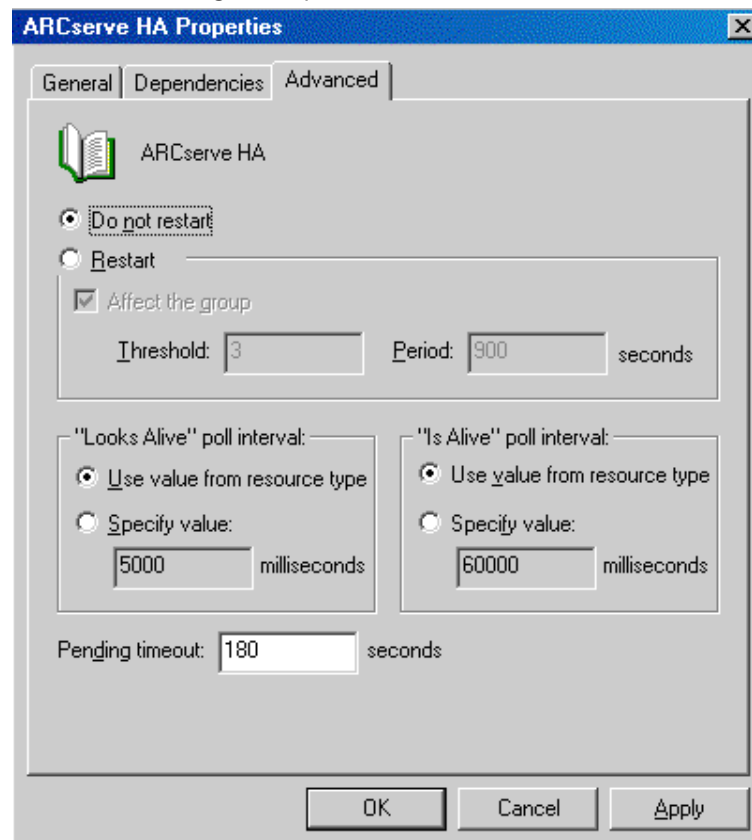 ARCserve HA Properties
General Dependencies Advanced
ARCserve HA
Do not restart
Restart
Affect the group
Threshold: 3 Period: 900 seconds
"Looks Alive" poll interval: "Is Alive" poll interval:
Use value from resource type Use value from resource type
Specify value: Specify value:
5000 milliseconds 60000 milliseconds
Pending timeout: 180 seconds
OK Cancel Apply